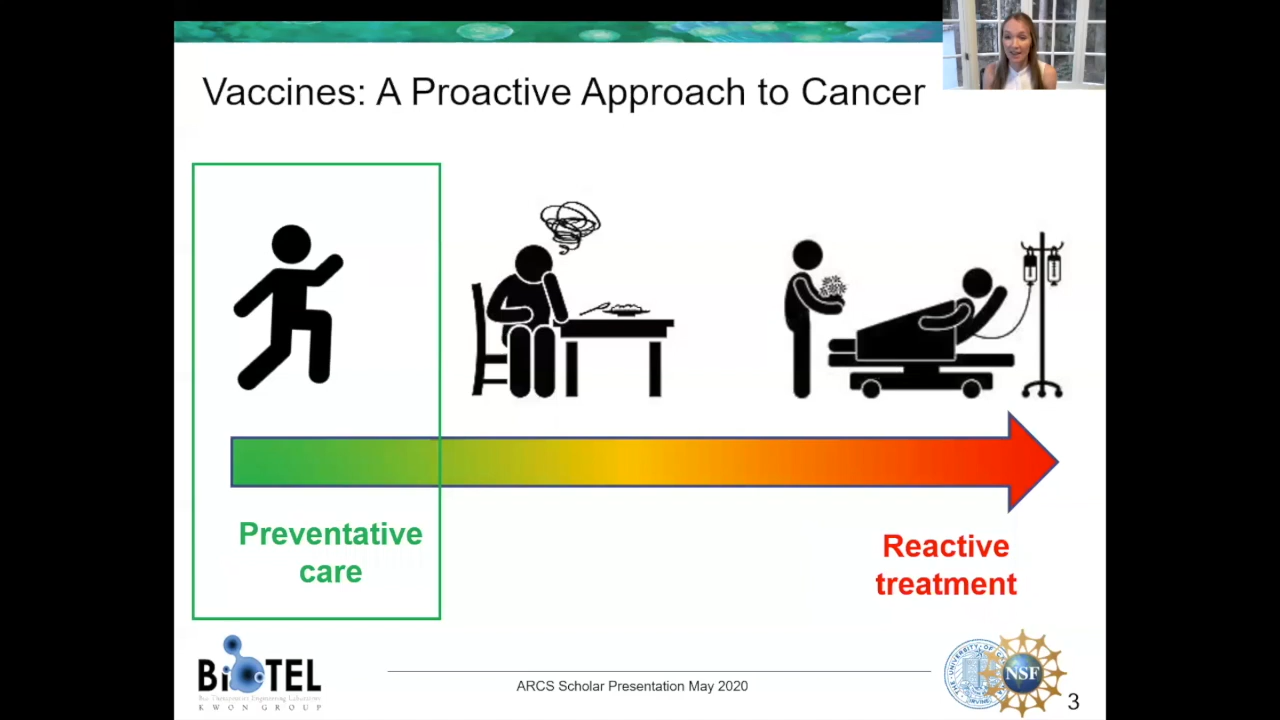 Vaccines: A Proactive Approach to Cancer
Preventative
care
Reactive
treatment
BioTEL
KWON GROUP
ARCS Scholar Presentation May 2020
NSF
3